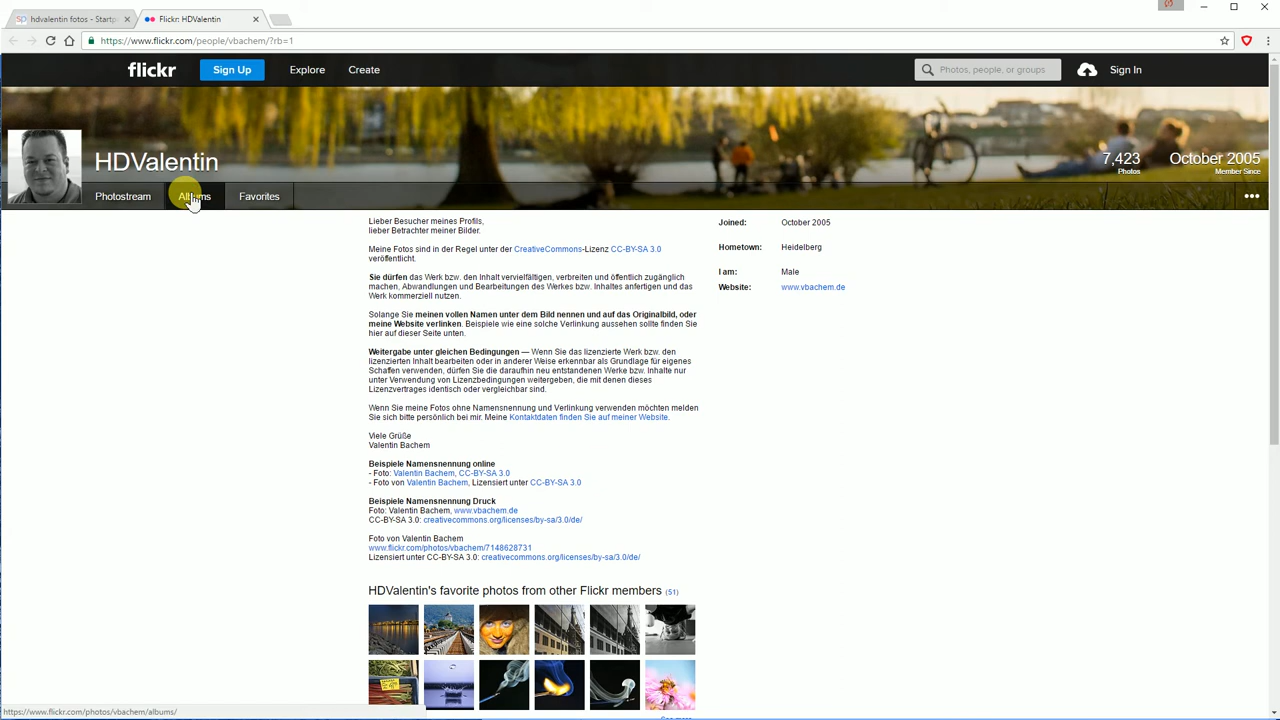 hdvalentin fotos - Startp
Flickr: HDValentin
https://www.flickr.com/people/vbachem/?rb=1
flickr
Sign Up
Explore
Create
Photos, people, or groups
Sign In
HDValentin
7,423
Photos
October 2005
Member Since
Photostream
Albums
Favorites
Lieber Besucher meines Profils,
lieber Betrachter meiner Bilder.
Meine Fotos sind in der Regel unter der CreativeCommons-Lizenz CC-BY-SA 3.0
veröffentlicht.
Sie dürfen das Werk bzw. den Inhalt vervielfältigen, verbreiten und öffentlich zugänglich
machen, Abwandlungen und Bearbeitungen des Werkes bzw. Inhaltes anfertigen und das
Werk kommerziell nutzen.
Solange Sie meinen vollen Namen unter dem Bild nennen und auf das Originalbild, oder
meine Website verlinken. Beispiele wie eine solche Verlinkung aussehen sollte finden Sie
hier auf dieser Seite unten.
Weitergabe unter gleichen Bedingungen — Wenn Sie das lizenzierte Werk bzw. den
lizenzierten Inhalt bearbeiten oder in anderer Weise erkennbar als Grundlage für eigenes
Schaffen verwenden, dürfen Sie die daraufhin neu entstandenen Werke bzw. Inhalte nur
unter Verwendung von Lizenzbedingungen weitergeben, die mit denen dieses
Lizenzvertrages identisch oder vergleichbar sind.
Wenn Sie meine Fotos ohne Namensnennung und Verlinkung verwenden möchten melden
Sie sich bitte persönlich bei mir. Meine Kontaktdaten finden Sie auf meiner Website.
Viele Grüße
Valentin Bachem
Beispiele Namensnennung online
- Foto: Valentin Bachem, CC-BY-SA 3.0
- Foto von Valentin Bachem, Lizensiert unter CC-BY-SA 3.0
Beispiele Namensnennung Druck
Foto: Valentin Bachem, www.vbachem.de
CC-BY-SA 3.0: creativecommons.org/licenses/by-sa/3.0/de/
Foto von Valentin Bachem
www.flickr.com/photos/vbachem/7148628731
Lizensiert unter CC-BY-SA 3.0: creativecommons.org/licenses/by-sa/3.0/de/
Joined: October 2005
Hometown: Heidelberg
I am: Male
Website: www.vbachem.de
HDValentin's favorite photos from other Flickr members (51)
See more
https://www.flickr.com/photos/vbachem/albums/